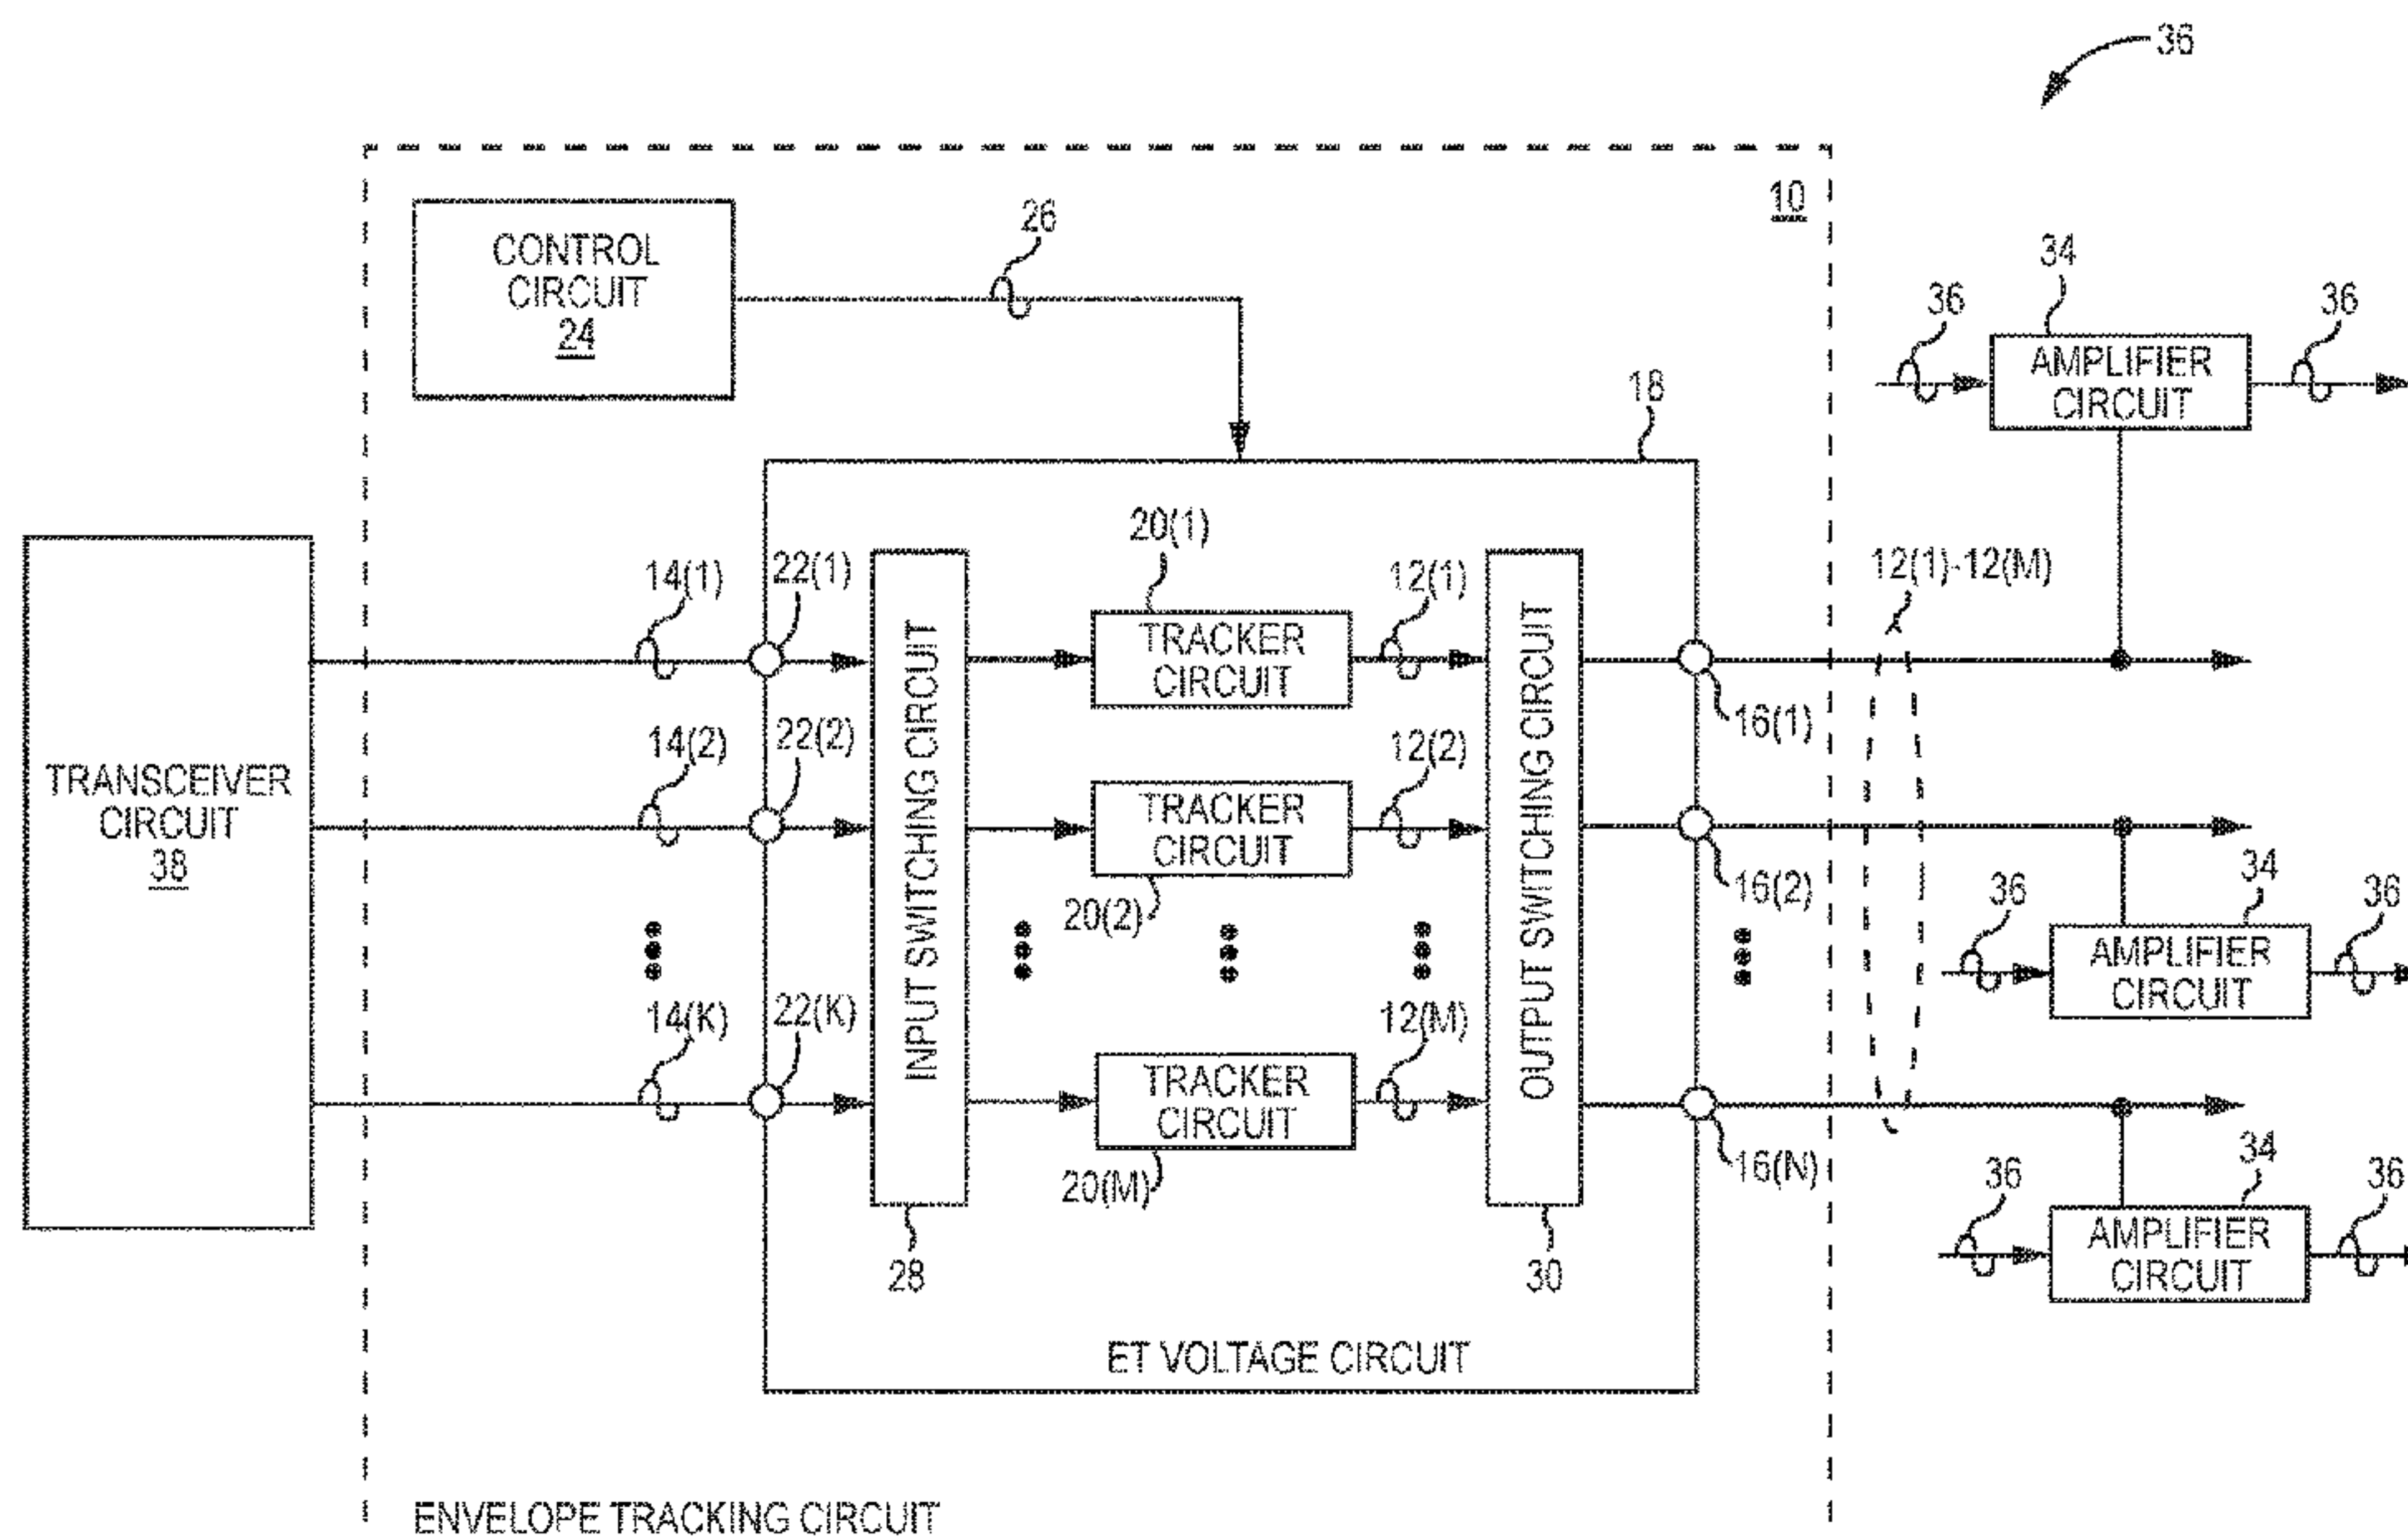 36
10
CONTROL
CIRCUIT
24
26
34
36
36
AMPLIFIER
CIRCUIT
18
20(1)
14(1)
22(1)
12(1)
12(1)-12(M)
TRACKER
CIRCUIT
16(1)
14(2)
22(2)
12(2)
TRANSCEIVER
CIRCUIT
38
INPUT SWITCHING CIRCUIT
TRACKER
CIRCUIT
OUTPUT SWITCHING CIRCUIT
16(2)
20(2)
34
36
36
AMPLIFIER
CIRCUIT
14(K)
22(K)
12(M)
TRACKER
CIRCUIT
16(N)
20(M)
34
36
36
AMPLIFIER
CIRCUIT
28
30
ET VOLTAGE CIRCUIT
ENVELOPE TRACKING CIRCUIT